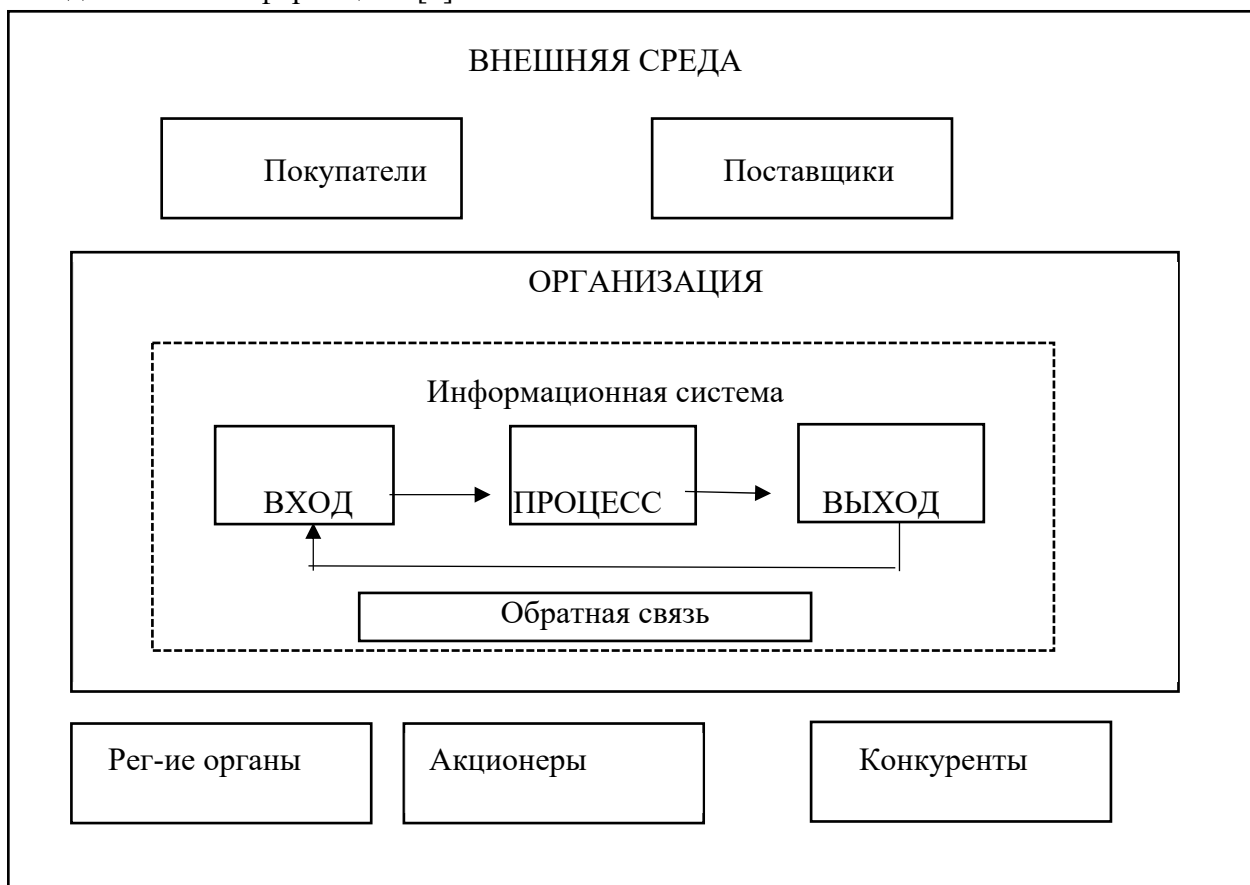 ВНЕШНЯЯ СРЕДА
Покупатели
Поставщики
ОРГАНИЗАЦИЯ
Информационная система
ВХОД
ПРОЦЕСС
ВЫХОД
Обратная связь
Рег-ие органы
Акционеры
Конкуренты